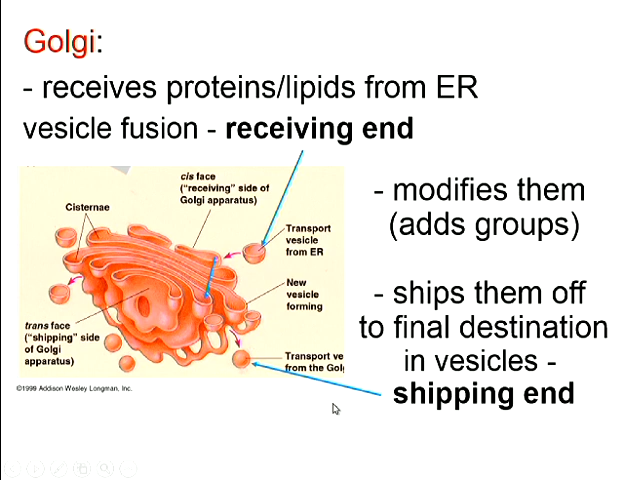 Golgi:
- receives proteins/lipids from ER
vesicle fusion - receiving end
- modifies them
(adds groups)
- ships them off
to final destination
in vesicles -
shipping end
cis face
("receiving" side of
Golgi apparatus)
Cisternae
Transport
vesicle
from ER
New
vesicle
forming
trans face
("shipping" side
of Golgi
apparatus)
Transport ve
from the Golg
©1999 Addison Wesley Longman, Inc.